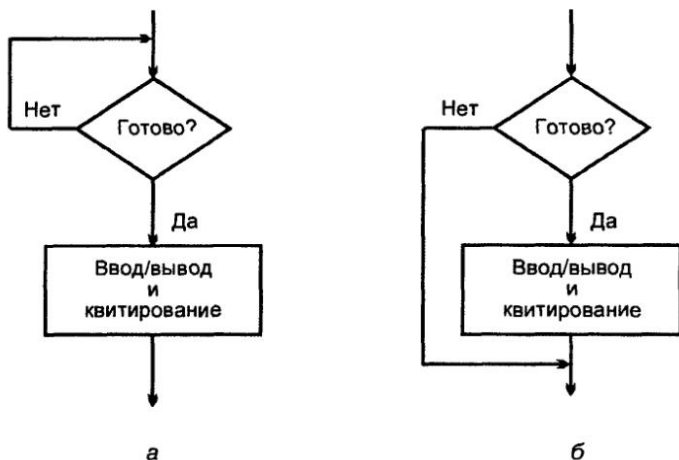 Нет
Готово?
Да
Ввод/вывод
и
квитирование
а
Нет
Готово?
Да
Ввод/вывод
и
квитирование
б